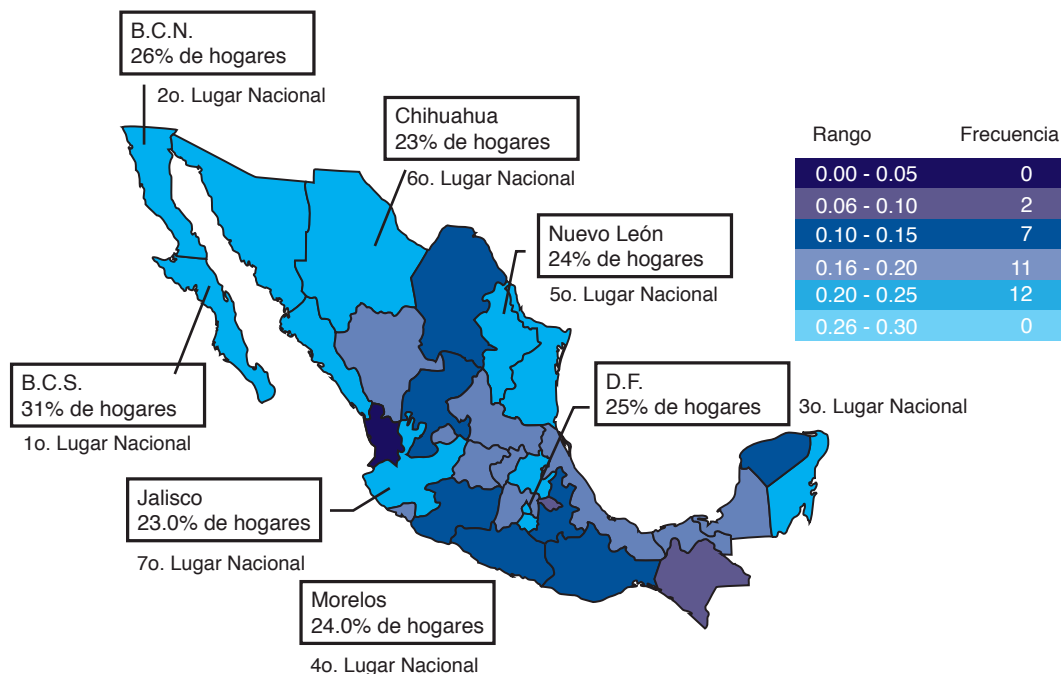 B.C.N.
26% de hogares
2o. Lugar Nacional
Chihuahua
23% de hogares
6o. Lugar Nacional
Nuevo León
24% de hogares
5o. Lugar Nacional
B.C.S.
31% de hogares
1o. Lugar Nacional
D.F.
25% de hogares
3o. Lugar Nacional
Jalisco
23.0% de hogares
7o. Lugar Nacional
Morelos
24.0% de hogares
4o. Lugar Nacional
Rango Frecuencia
0.00 - 0.05 0
0.06 - 0.10 2
0.10 - 0.15 7
0.16 - 0.20 11
0.20 - 0.25 12
0.26 - 0.30 0